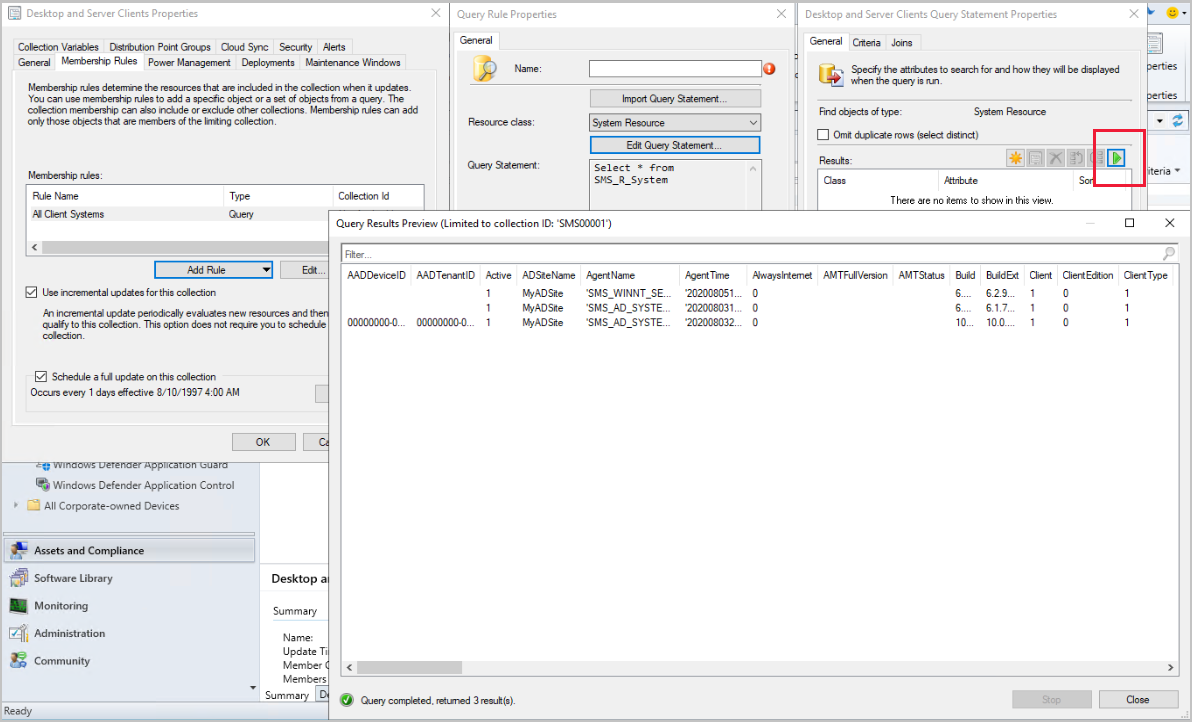 Desktop and Server Clients Properties
Collection Variables
Distribution Point Groups
Cloud Sync
Security
Alerts
General
Membership Rules
Power Management
Deployments
Maintenance Windows
Membership rules determine the resources that are included in the collection when it updates.
You can use membership rules to add a specific object or a set of objects from a query. The
collection membership can also include or exclude other collections. Membership rules can add
only those objects that are members of the limiting collection.
Membership rules:
Rule Name Type Collection Id
All Client Systems Query
Add Rule
Edit...
Use incremental updates for this collection
An incremental update periodically evaluates new resources and then
qualify to this collection. This option does not require you to schedule
collection.
Schedule a full update on this collection
Occurs every 1 days effective 8/10/1997 4:00 AM
OK
Ca
Query Rule Properties
General
Name:
Import Query Statement...
Resource class: System Resource
Edit Query Statement...
Query Statement: Select * from
SMS_R_System
Desktop and Server Clients Query Statement Properties
General
Criteria
Joins
Specify the attributes to search for and how they will be displayed
when the query is run.
Find objects of type: System Resource
Omit duplicate rows (select distinct)
Results:
Class Attribute Sor
There are no items to show in this view.
perties
perties
iteria
Query Results Preview (Limited to collection ID: 'SMS00001')
Filter...
AADDeviceID AADTenantID Active ADSiteName AgentName AgentTime AlwaysInternet AMTFullVersion AMTStatus Build BuildExt Client ClientEdition ClientType
1 MyADSite 'SMS_WINNT_SE... '202008051... 0 6.... 6.2.9... 1 0 1
1 MyADSite 'SMS_AD_SYSTE... '202008031... 0 6.... 6.1.7... 1 0 1
00000000-0... 00000000-0... 1 MyADSite 'SMS_AD_SYSTE... '202008032... 0 10... 10.0.... 1 0 1
Query completed, returned 3 result(s).
Stop
Close
Windows Defender Application Guard
Windows Defender Application Control
All Corporate-owned Devices
Assets and Compliance
Software Library
Monitoring
Administration
Community
Desktop a
Summary
Name:
Update Ti
Member C
Members
Summary
De
Ready